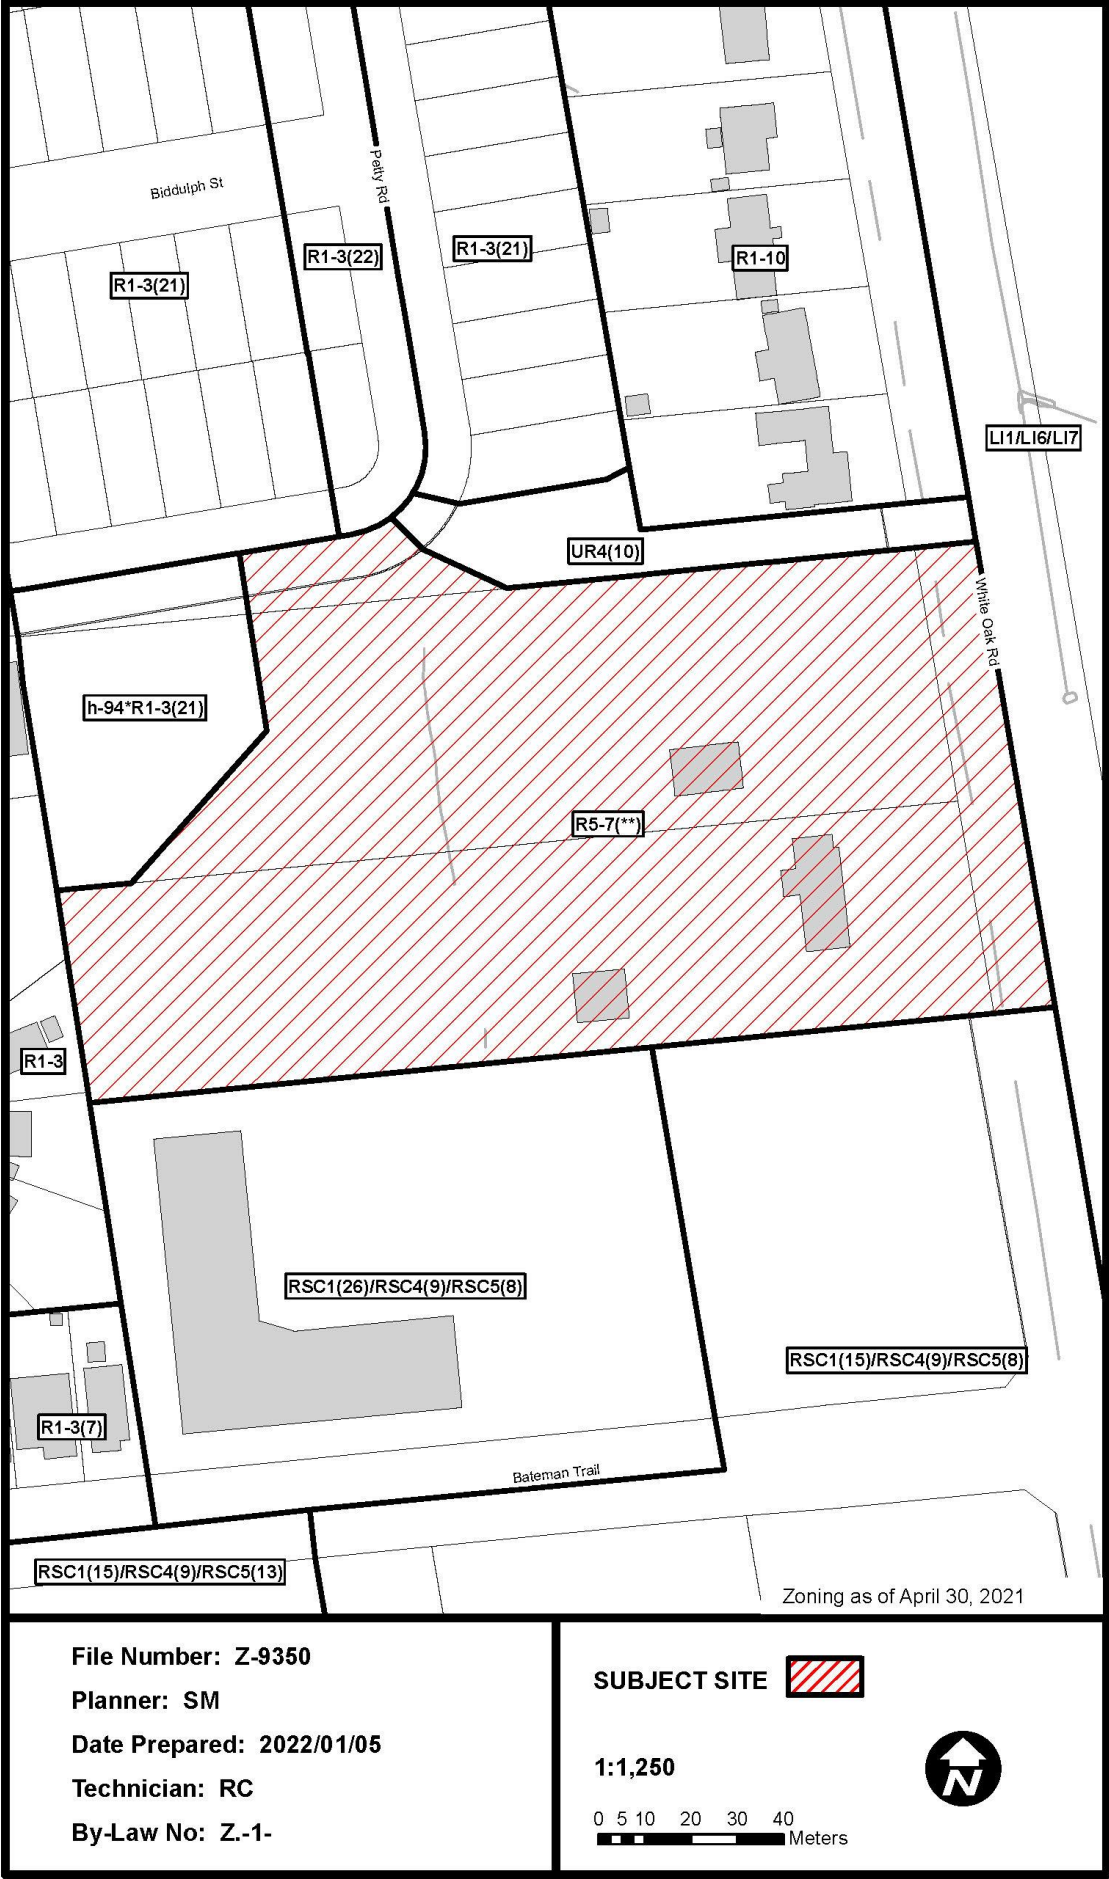 Petty Rd
Biddulph St
R1-3(22)
R1-3(21)
R1-10
R1-3(21)
LI1/LI6/LI7
UR4(10)
White Oak Rd
h-94*R1-3(21)
R5-7(**)
R1-3
RSC1(26)/RSC4(9)/RSC5(8)
RSC1(15)/RSC4(9)/RSC5(8)
R1-3(7)
Bateman Trail
RSC1(15)/RSC4(9)/RSC5(13)
Zoning as of April 30, 2021
File Number: Z-9350
Planner: SM
Date Prepared: 2022/01/05
Technician: RC
By-Law No: Z.-1-
SUBJECT SITE
1:1,250
N
0 5 10 20 30 40
Meters